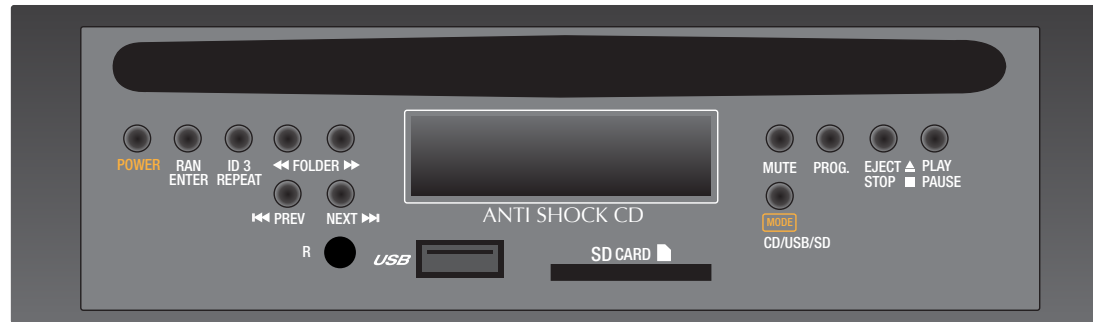 POWER
RAN
ENTER
ID 3
REPEAT
FOLDER
PREV
NEXT
ANTI SHOCK CD
MUTE
PROG.
EJECT
STOP
PLAY
PAUSE
MODE
CD/USB/SD
R
USB
SD CARD